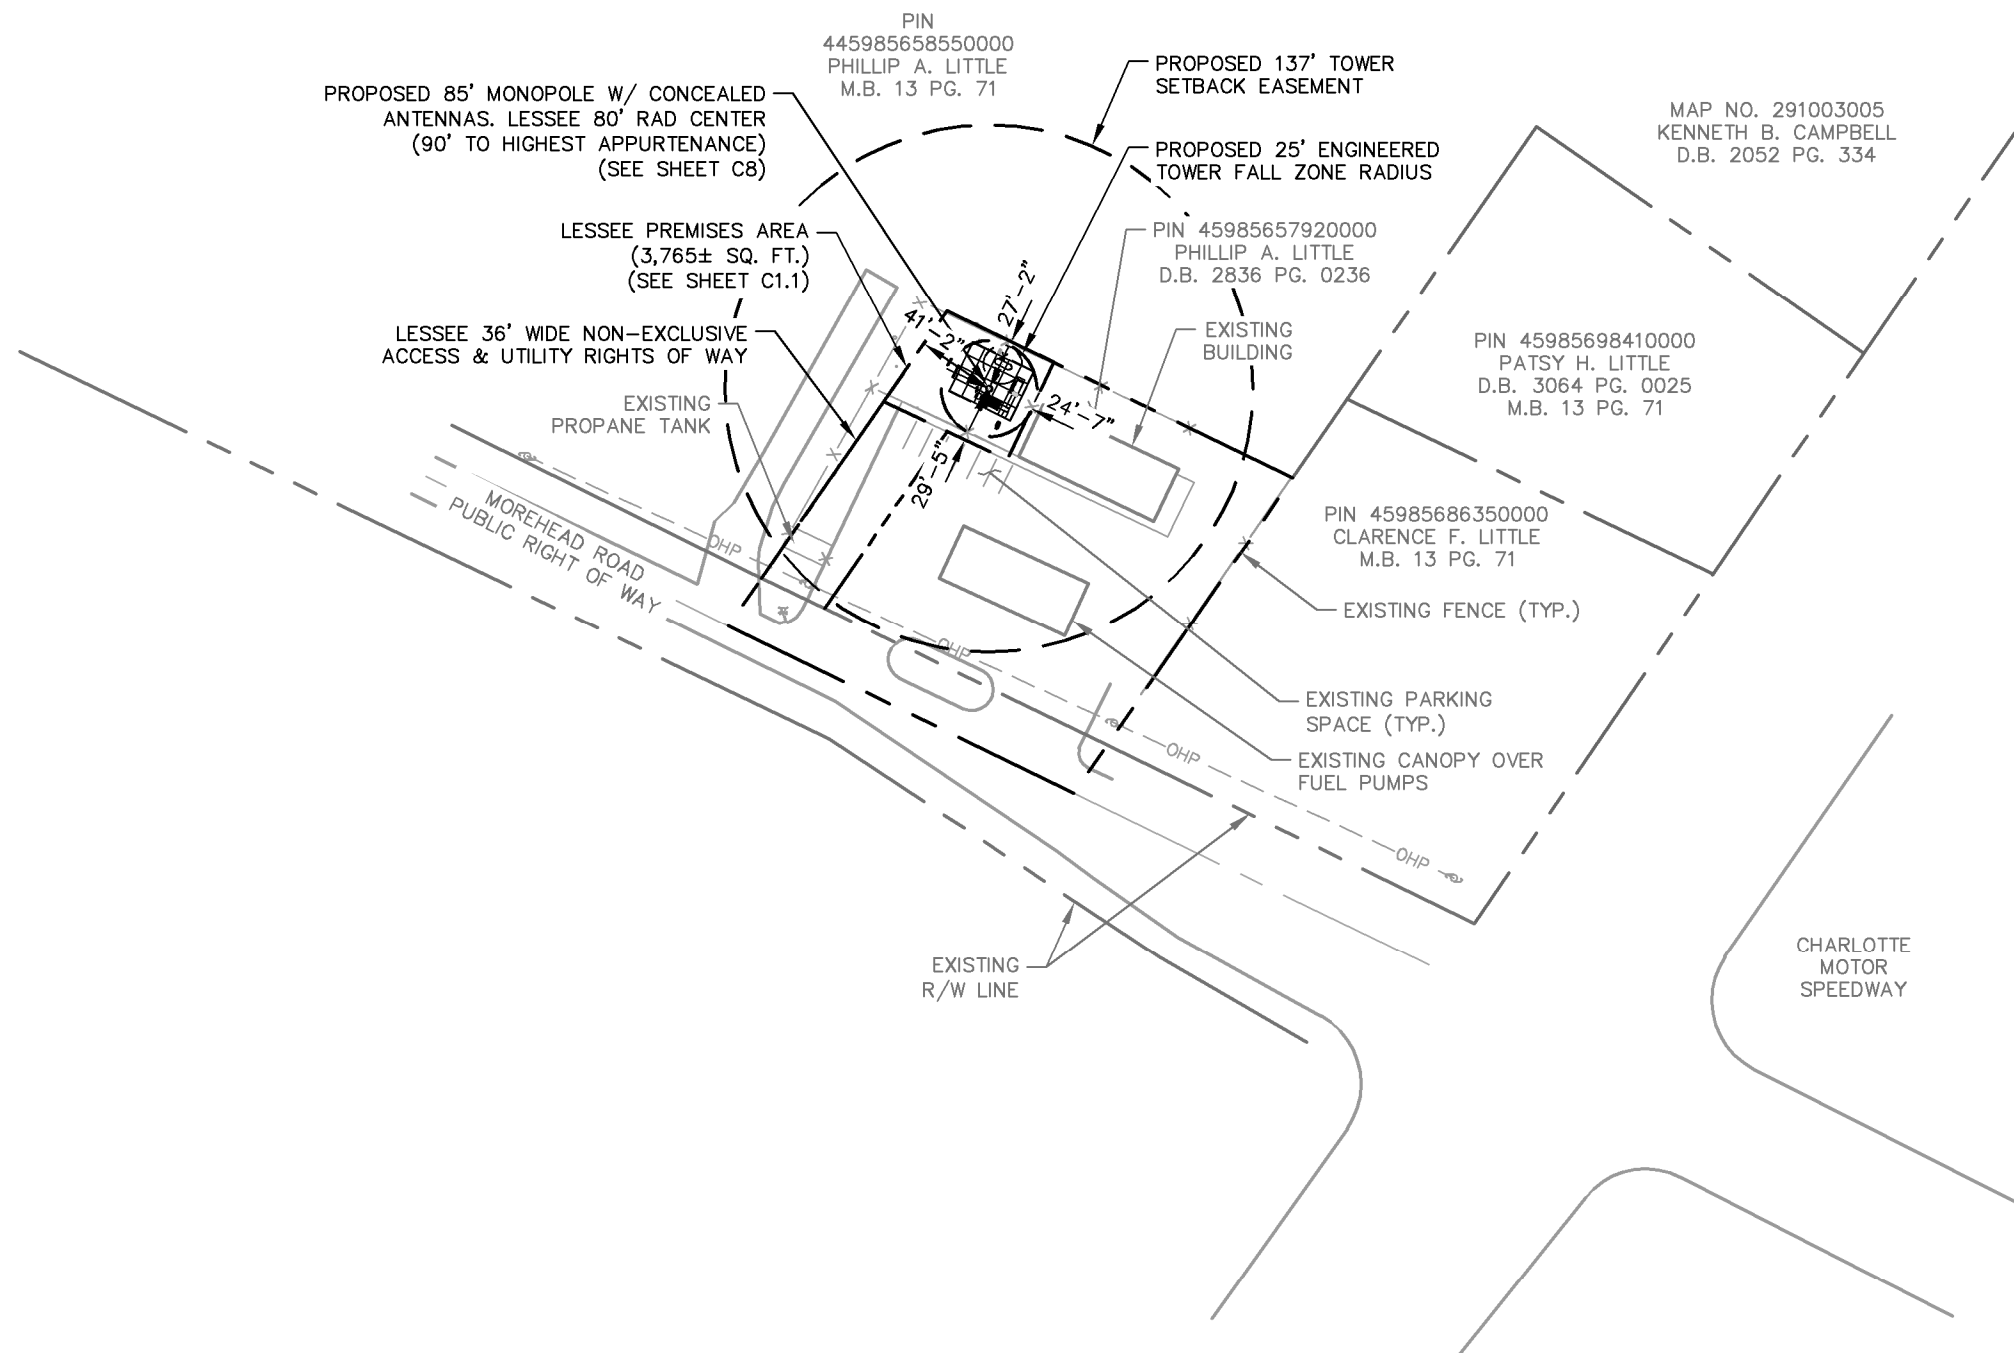 PIN
445985658550000
PHILLIP A. LITTLE
M.B. 13 PG. 71
PROPOSED 137' TOWER
SETBACK EASEMENT
PROPOSED 85' MONOPOLE W/ CONCEALED
ANTENNAS. LESSEE 80' RAD CENTER
(90' TO HIGHEST APPURTENANCE)
(SEE SHEET C8)
MAP NO. 291003005
KENNETH B. CAMPBELL
D.B. 2052 PG. 334
PROPOSED 25' ENGINEERED
TOWER FALL ZONE RADIUS
LESSEE PREMISES AREA
(3,765± SQ. FT.)
(SEE SHEET C1.1)
PIN 45985657920000
PHILLIP A. LITTLE
D.B. 2836 PG. 0236
27'-2"
41'-2"
LESSEE 36' WIDE NON-EXCLUSIVE
ACCESS & UTILITY RIGHTS OF WAY
EXISTING
BUILDING
PIN 45985698410000
PATSY H. LITTLE
D.B. 3064 PG. 0025
M.B. 13 PG. 71
EXISTING
PROPANE TANK
24'-7"
29'-5"
MOREHEAD ROAD
PUBLIC RIGHT OF WAY
OHP
PIN 45985686350000
CLARENCE F. LITTLE
M.B. 13 PG. 71
EXISTING FENCE (TYP.)
OHP
EXISTING PARKING
SPACE (TYP.)
OHP
EXISTING CANOPY OVER
FUEL PUMPS
OHP
EXISTING
R/W LINE
CHARLOTTE
MOTOR
SPEEDWAY